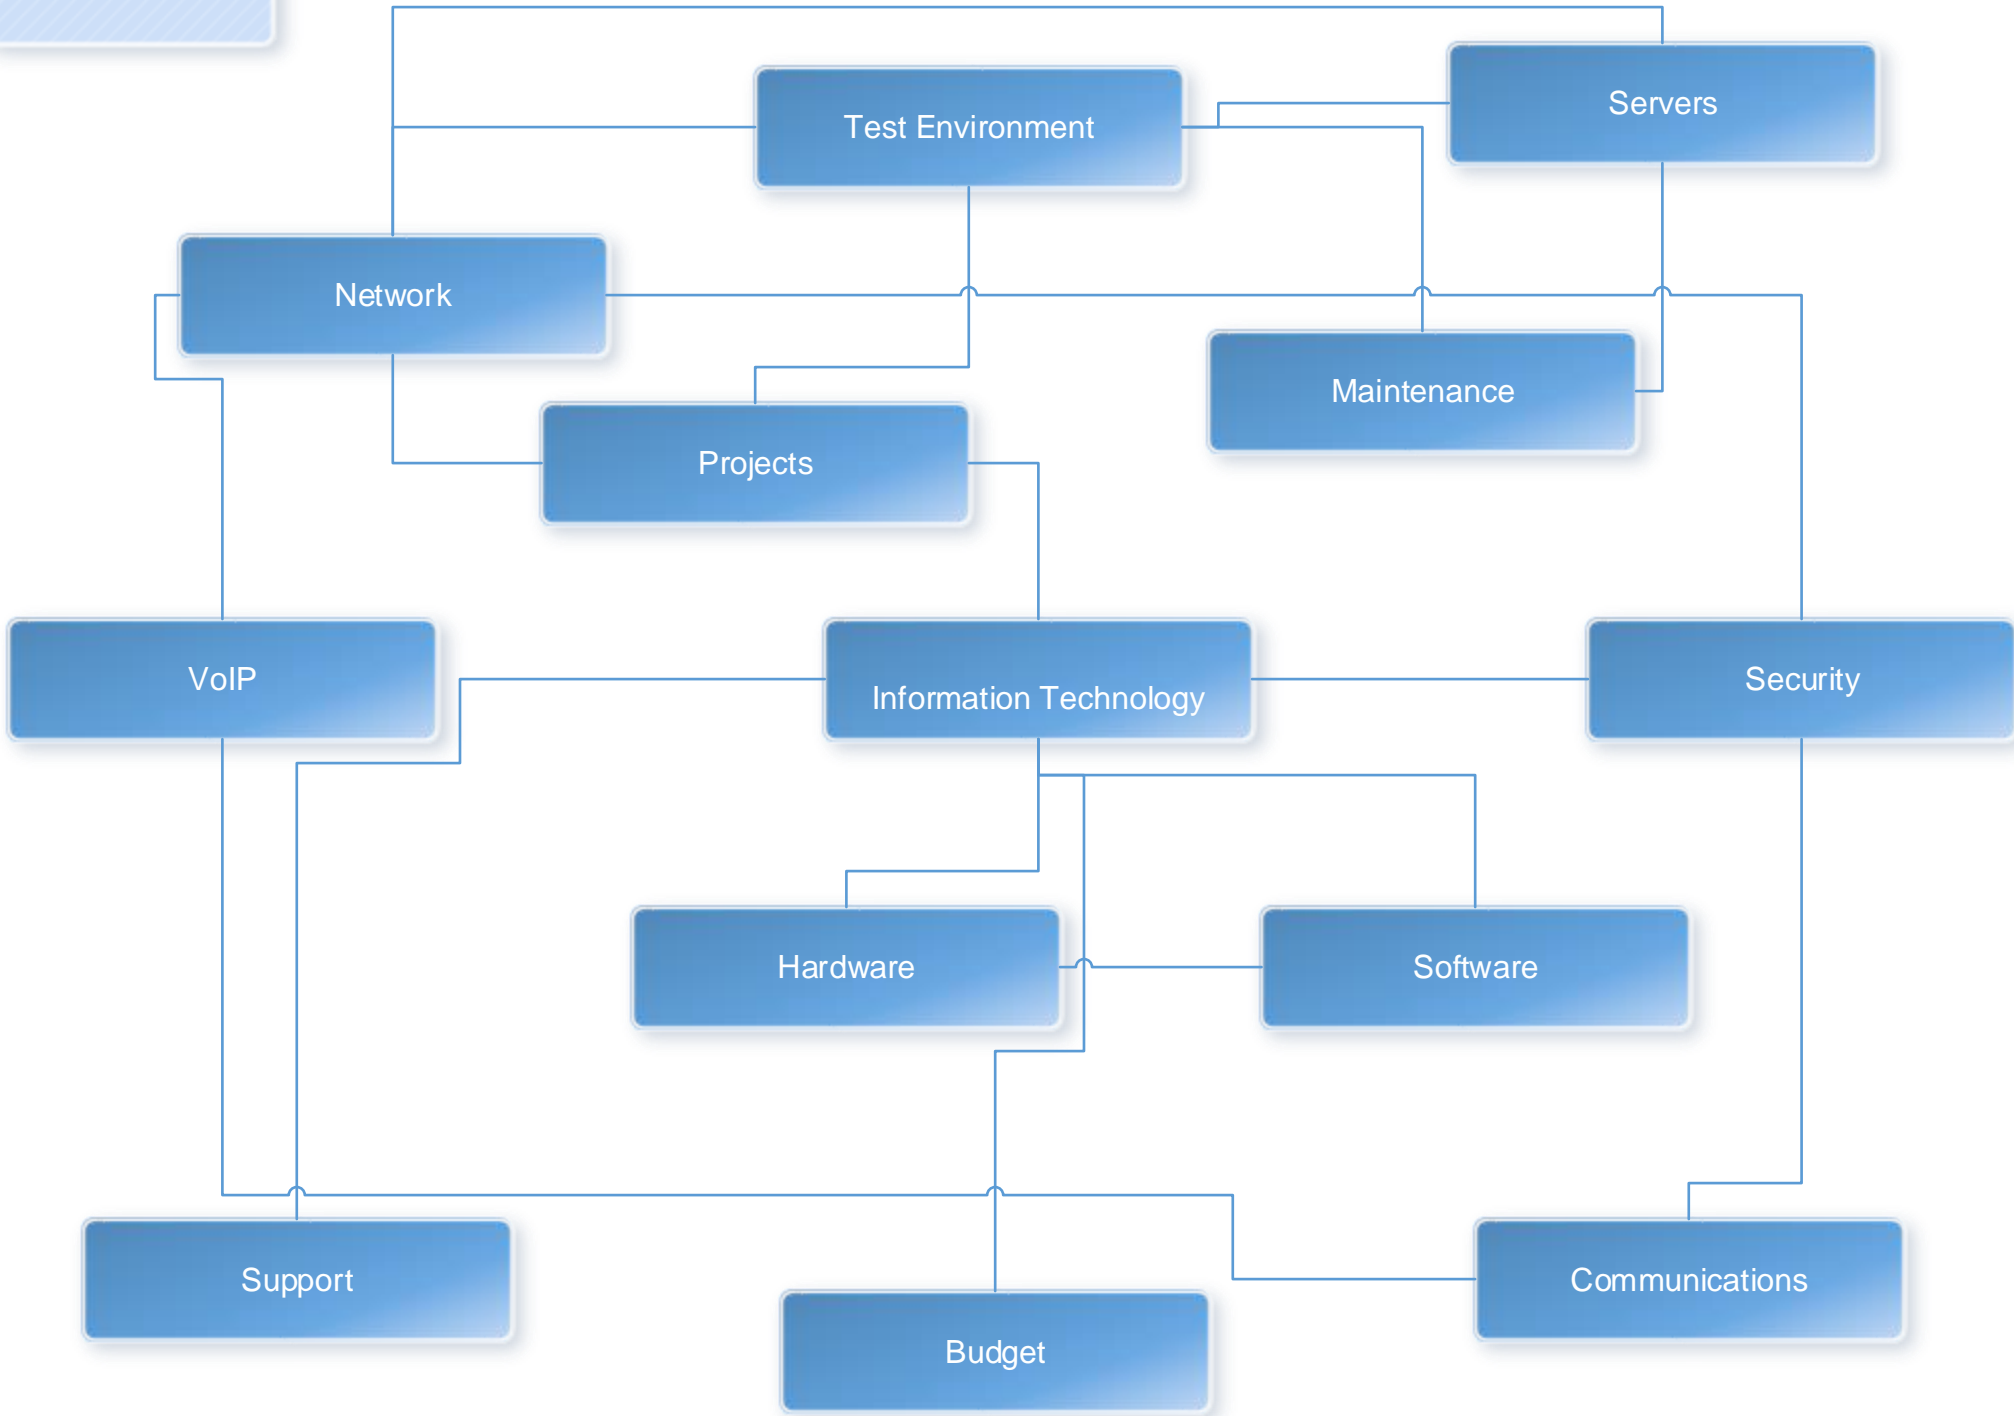 Servers
Test Environment
Network
Maintenance
Projects
VoIP
Information Technology
Security
Hardware
Software
Support
Communications
Budget